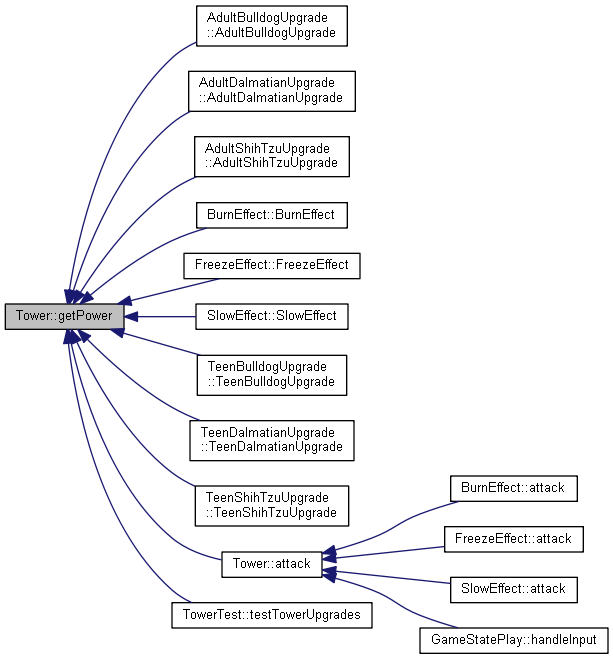 AdultBulldogUpgrade
::AdultBulldogUpgrade
AdultDalmatianUpgrade
::AdultDalmatianUpgrade
AdultShihTzuUpgrade
::AdultShihTzuUpgrade
BurnEffect::BurnEffect
FreezeEffect::FreezeEffect
Tower::getPower
SlowEffect::SlowEffect
TeenBulldogUpgrade
::TeenBulldogUpgrade
TeenDalmatianUpgrade
::TeenDalmatianUpgrade
TeenShihTzuUpgrade
::TeenShihTzuUpgrade
Tower::attack
TowerTest::testTowerUpgrades
BurnEffect::attack
FreezeEffect::attack
SlowEffect::attack
GameStatePlay::handleInput